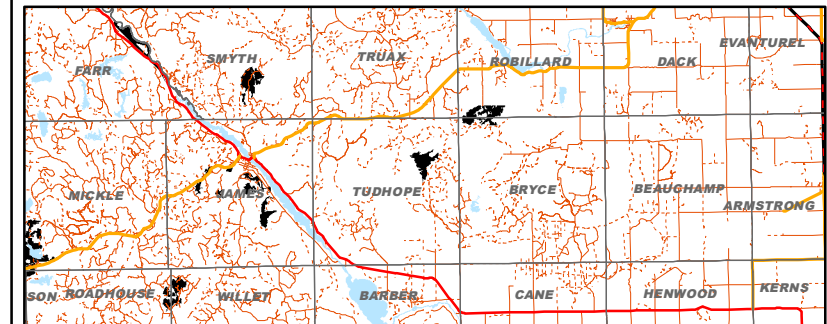 EVANTUREL
TRUAX
SMYTH
ROBILLARD
DACK
FARR
TUDHOPE
BRYCE
BEAUCHAMP
MICKLE
JAMES
ARMSTRONG
KERNS
SON
ROADHOUSE
WILLET
BARBER
CANE
HENWOOD